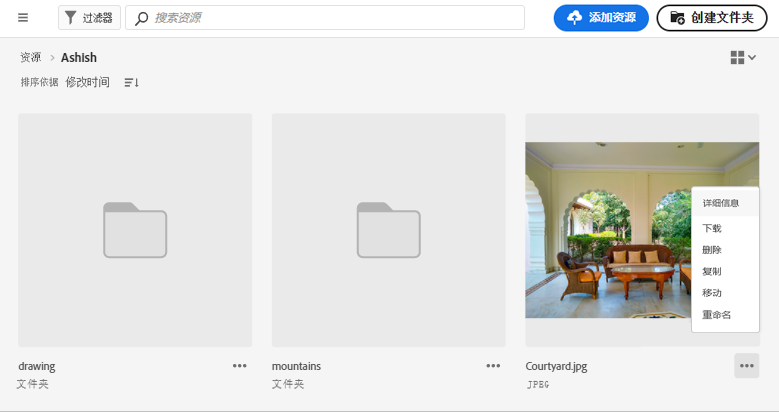 过滤器
搜索资源
添加资源
创建文件夹
资源 > Ashish
排序依据 修改时间
详细信息
下载
删除
复制
移动
重命名
drawing
mountains
Courtyard.jpg
文件夹
文件夹
JPEG